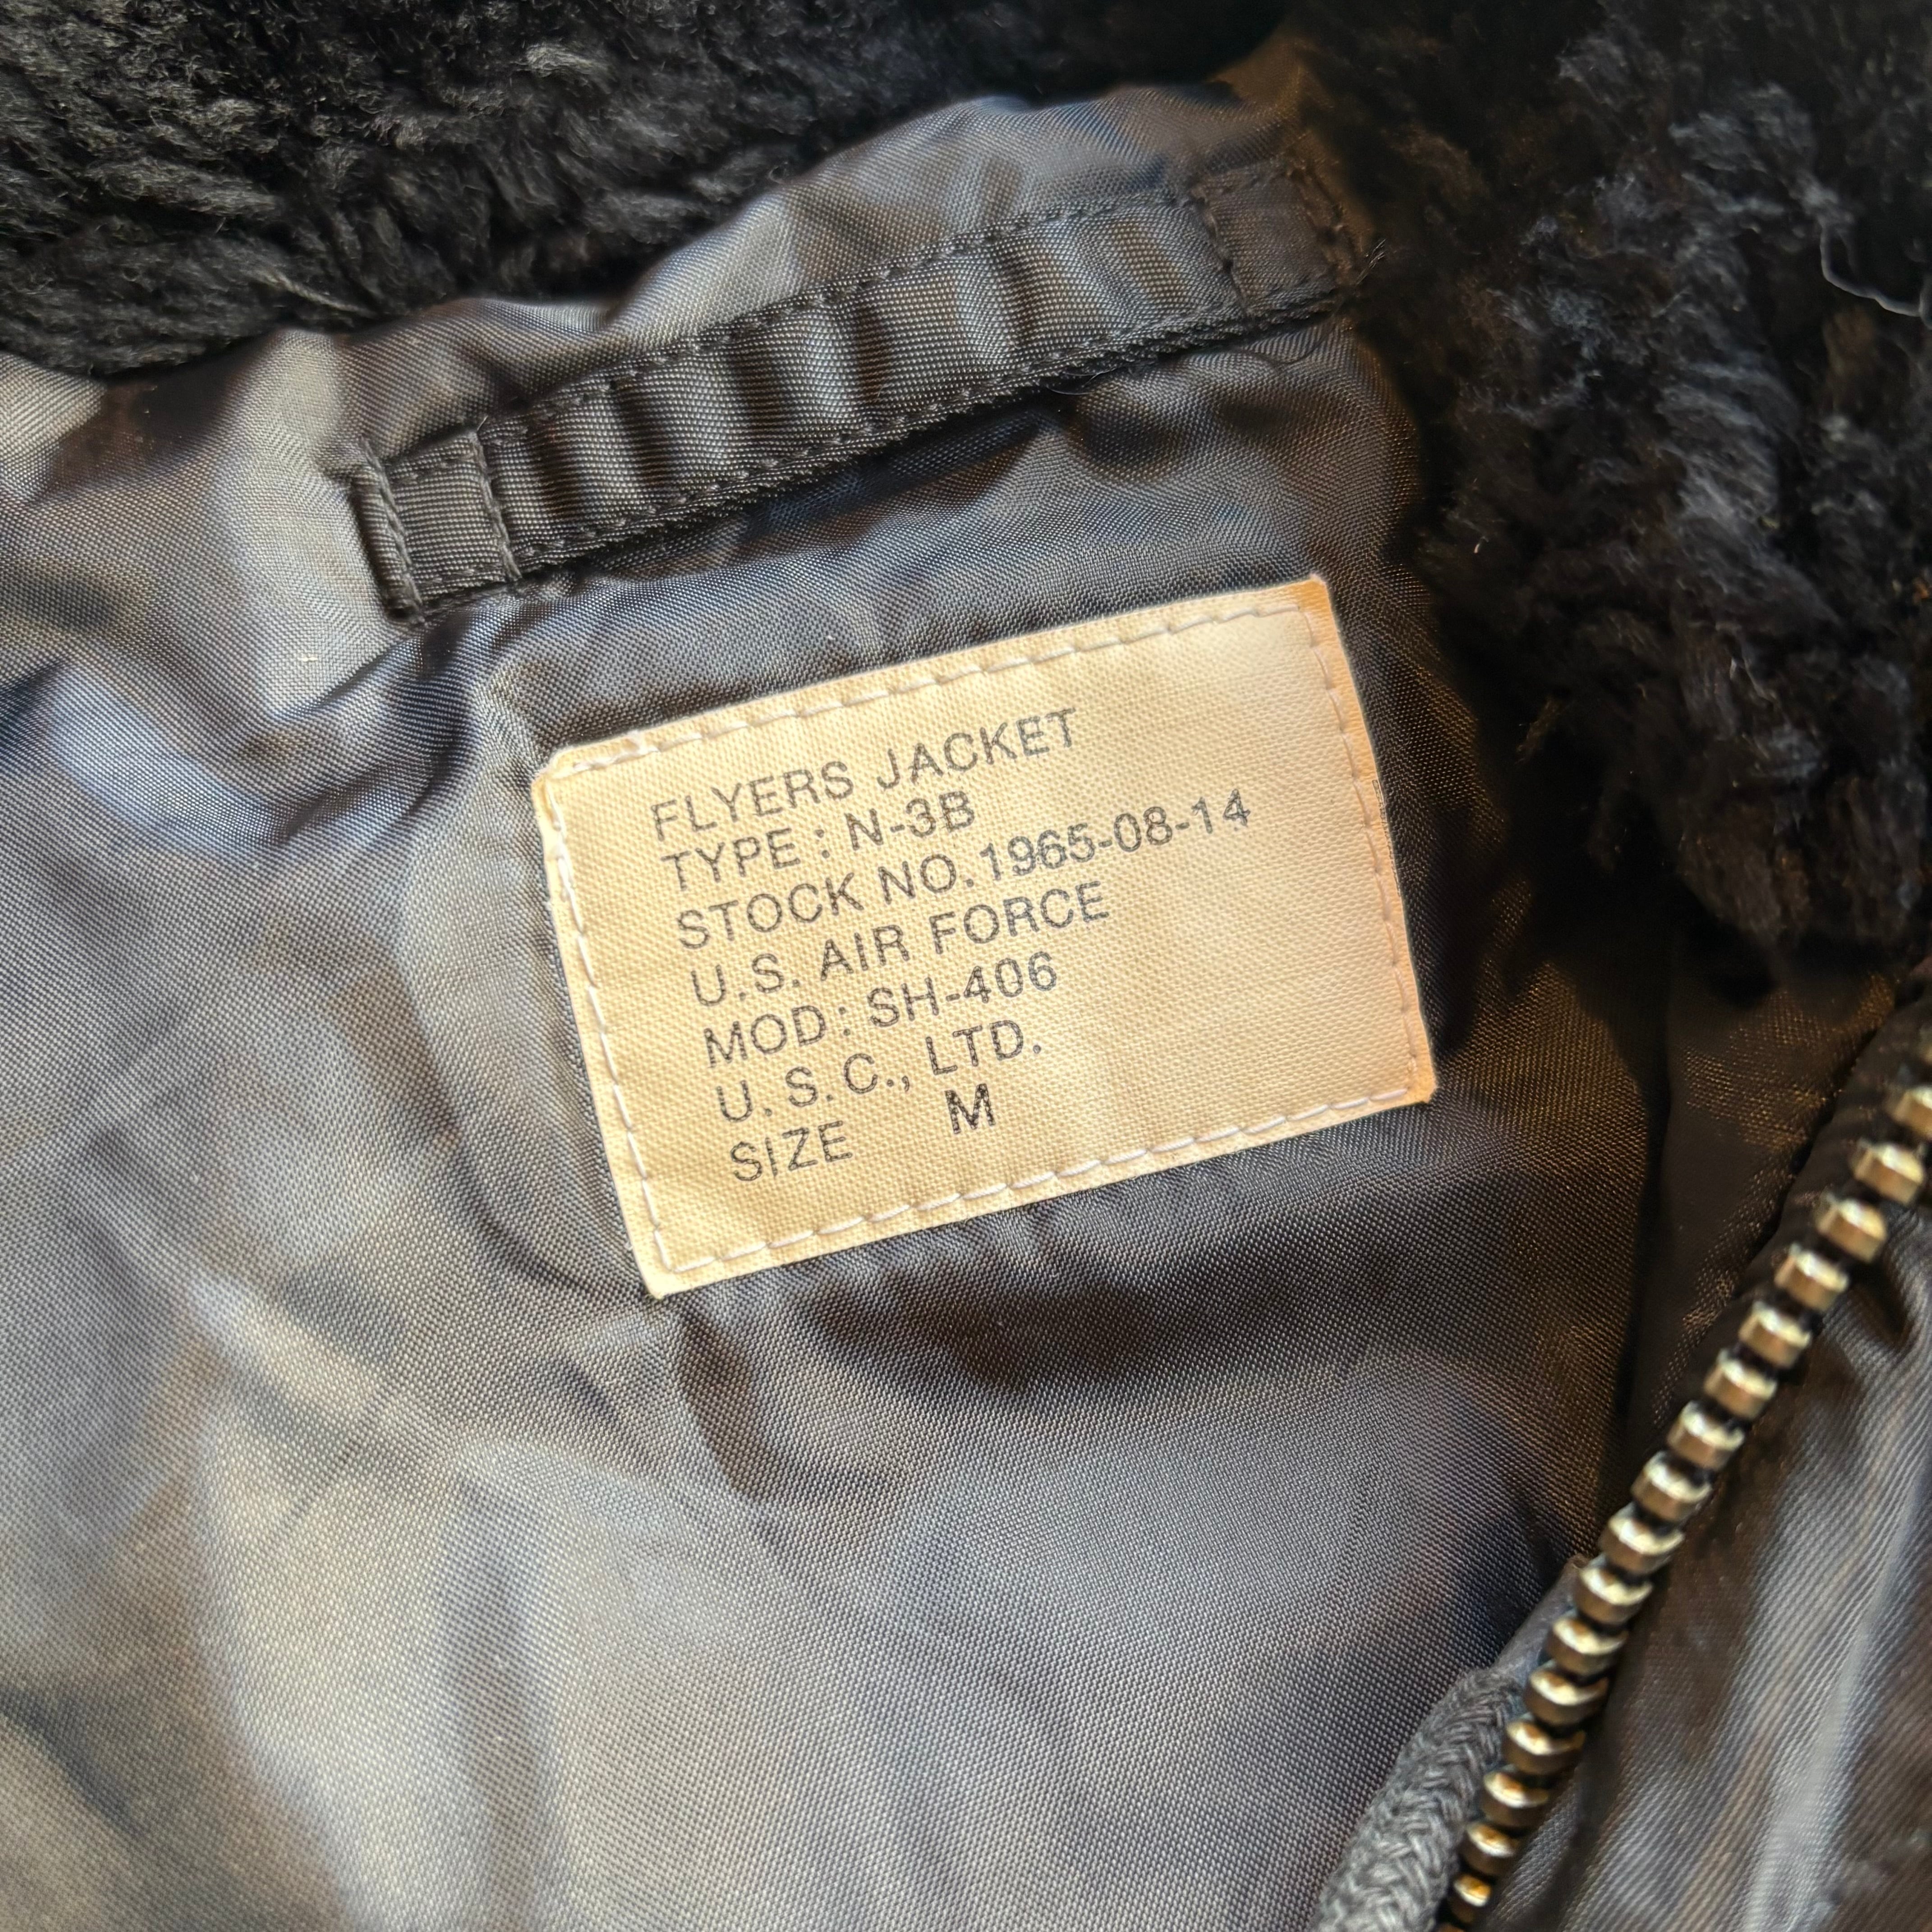 FLYERS JACKET
TYPE : N-3B
STOCK NO. 1965-08-14
U.S. AIR FORCE
MOD : SH-406
U.S.C., LTD.
SIZE M